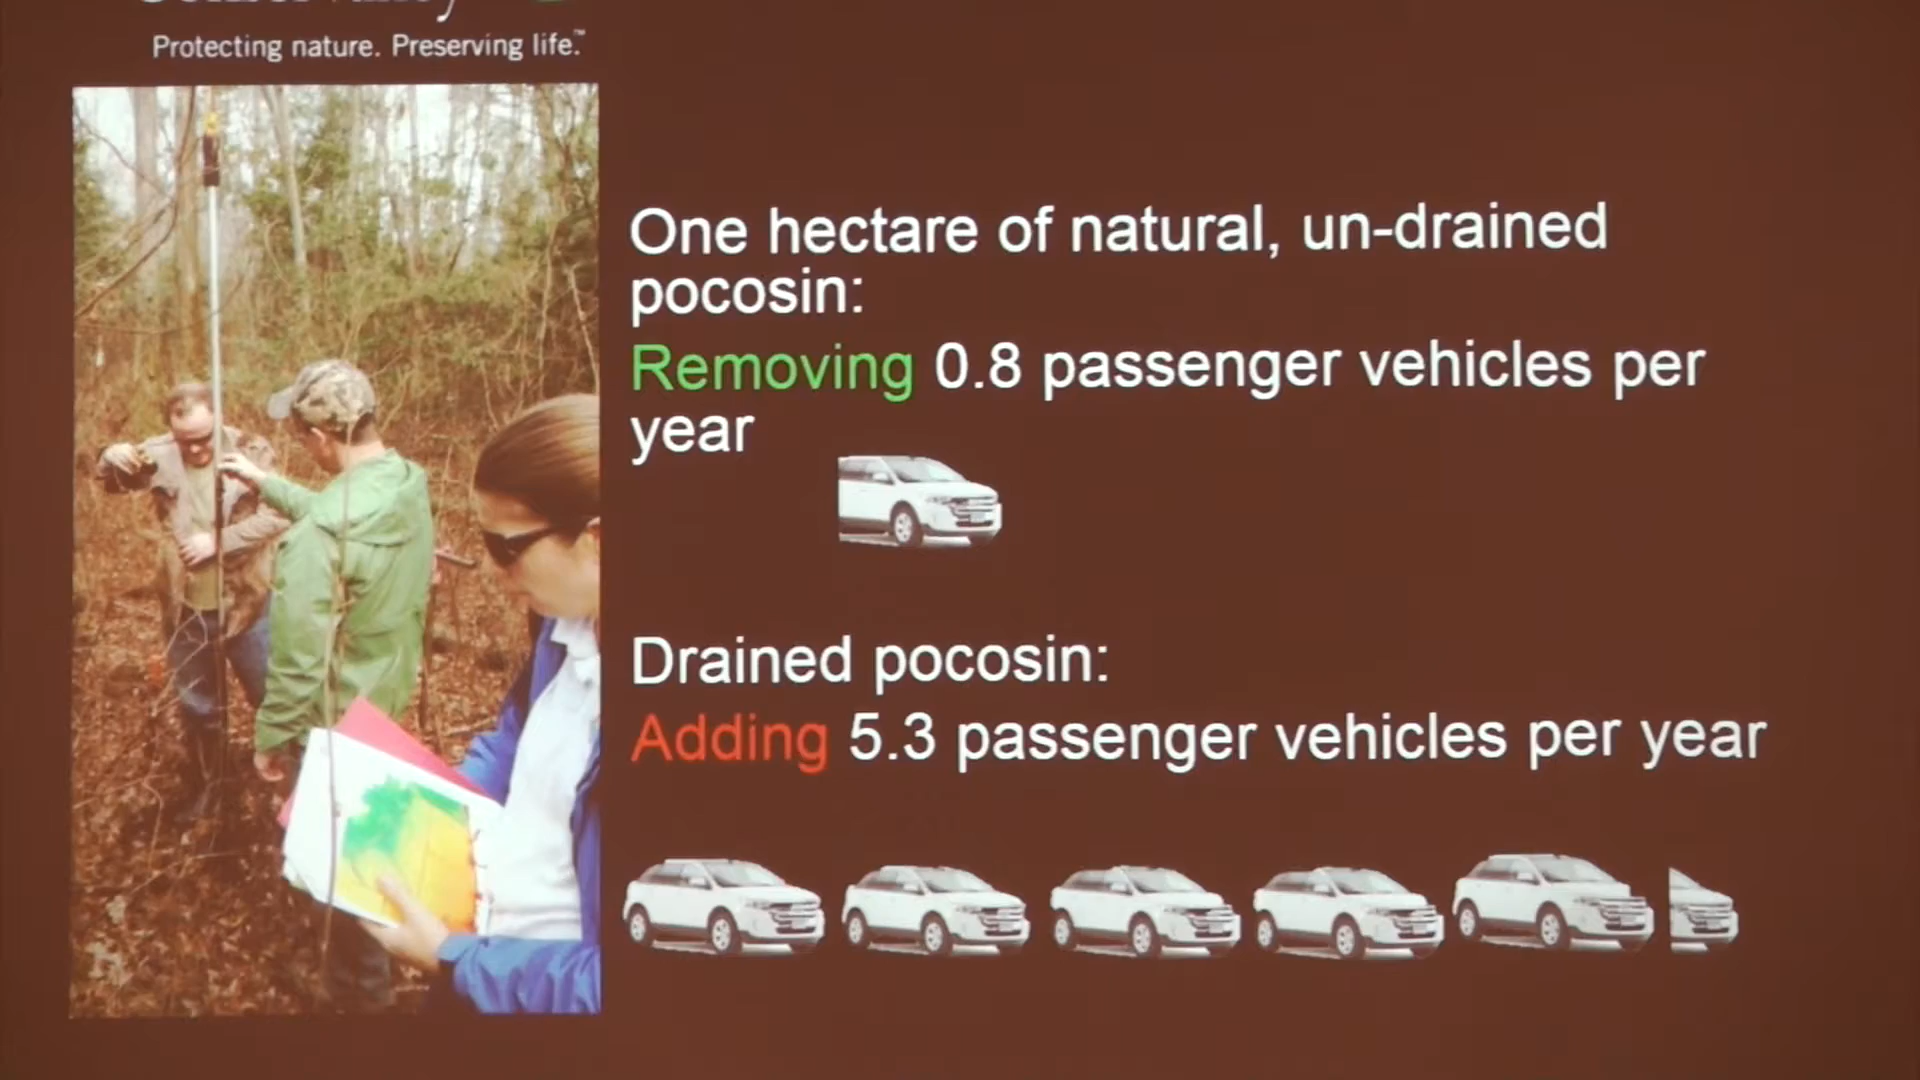 Protecting nature. Preserving life.™
One hectare of natural, un-drained
pocosin:
Removing 0.8 passenger vehicles per
year
Drained pocosin:
Adding 5.3 passenger vehicles per year